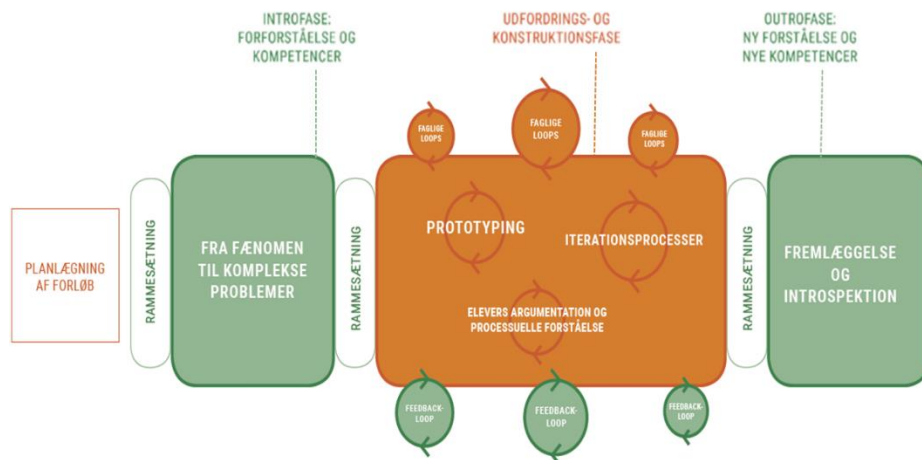 INTROFASE:
FORFORSTÅELSE OG
KOMPETENCER
UDFORDRINGS- OG
KONSTRUKTIONSFASE
OUTROFASE:
NY FORSTÅELSE OG
NYE KOMPETENCER
FAGLIGE
LOOPS
FAGLIGE
LOOPS
FAGLIGE
LOOPS
PLANLÆGNING
AF FORLØB
RAMMESÆTNING
FRA FÆNOMEN
TIL KOMPLEKSE
PROBLEMER
RAMMESÆTNING
PROTOTYPING
ITERATIONSPROCESSER
ELEVERS ARGUMENTATION OG
PROCESSUELLE FORSTÅELSE
RAMMESÆTNING
FREMLÆGGELSE
OG
INTROSPEKTION
FEEDBACK-
LOOP
FEEDBACK-
LOOP
FEEDBACK-
LOOP